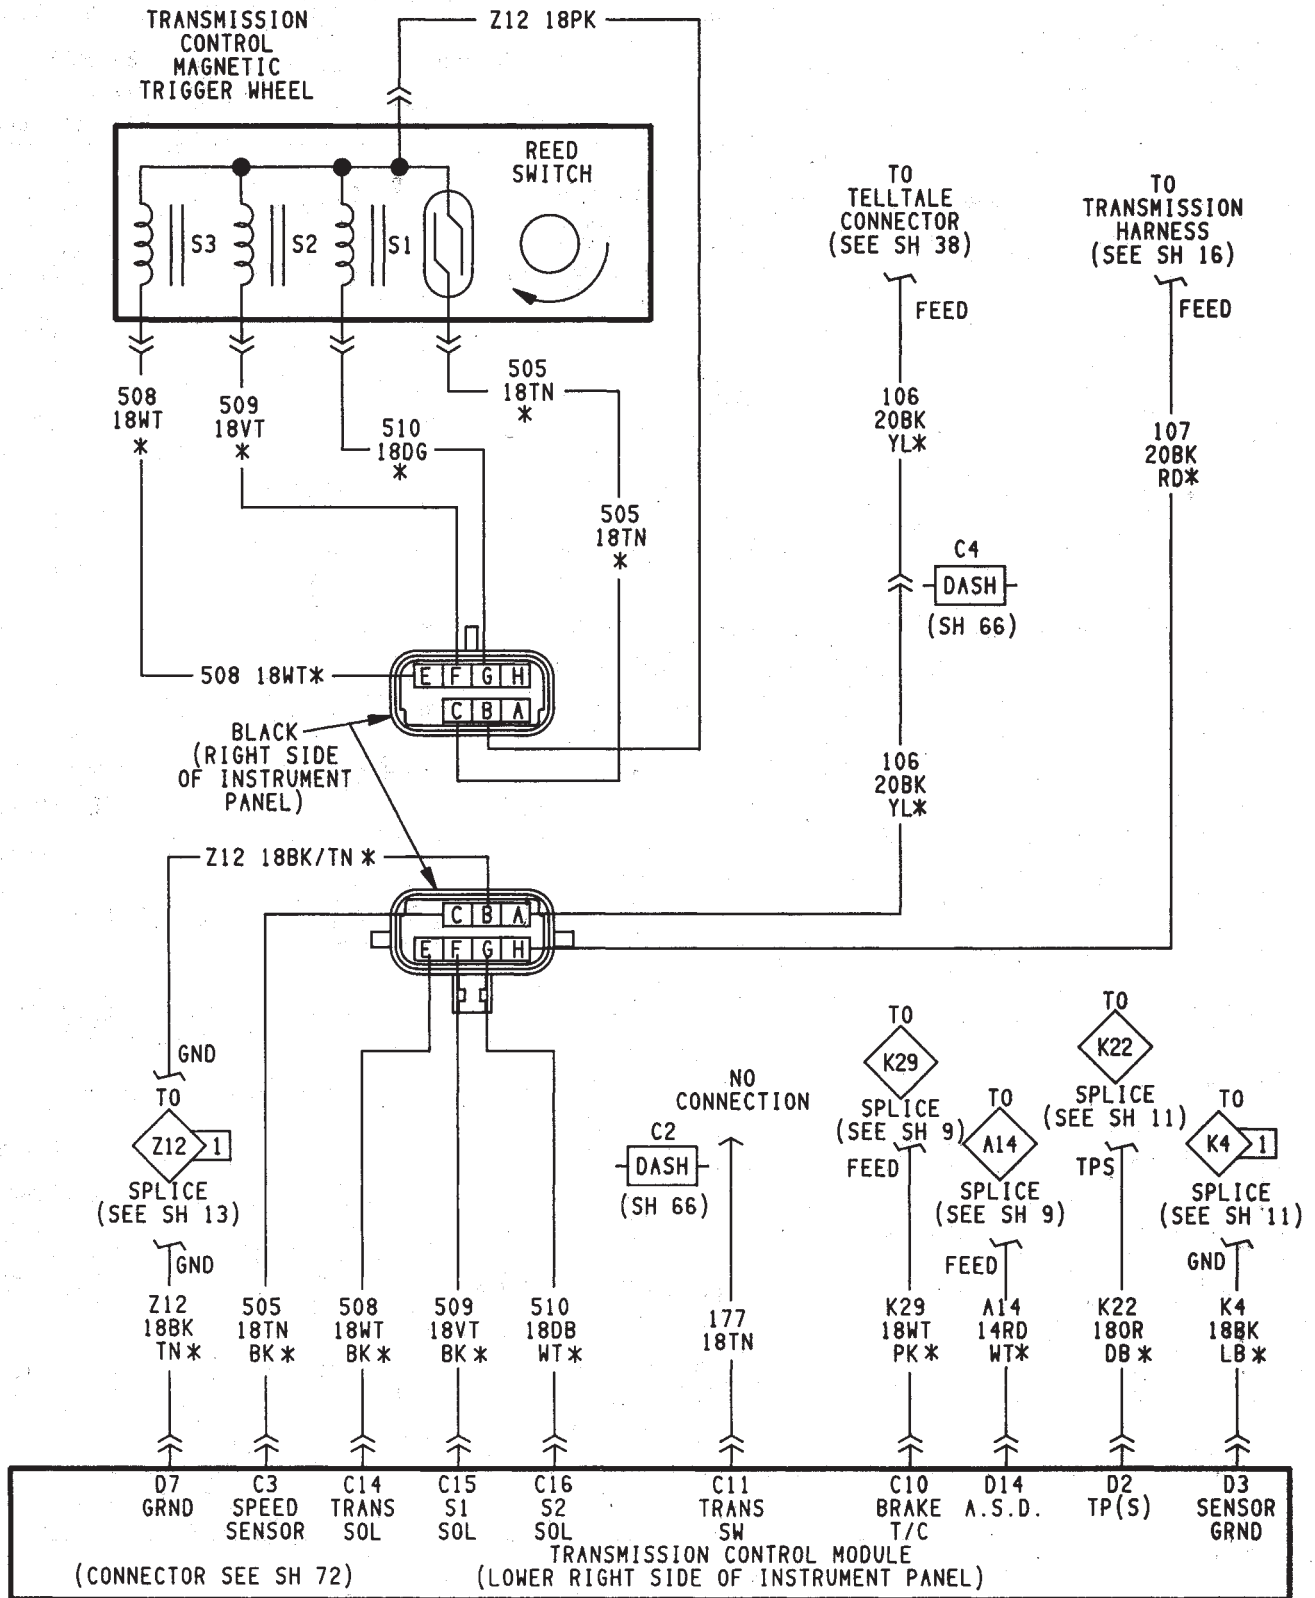 TRANSMISSION
CONTROL
MAGNETIC
TRIGGER WHEEL
Z12 18PK
REED
SWITCH
S3
S2
S1
TO
TELLTALE
CONNECTOR
(SEE SH 38)
FEED
TO
TRANSMISSION
HARNESS
(SEE SH 16)
FEED
508
18WT
*
509
18VT
*
510
18DG
*
505
18TN
*
505
18TN
*
106
20BK
YL*
107
20BK
RD*
C4
DASH
(SH 66)
508 18WT*
E F G H
C B A
BLACK
(RIGHT SIDE
OF INSTRUMENT
PANEL)
106
20BK
YL*
Z12 18BK/TN *
C B A
E F G H
GND
TO
Z12 1
SPLICE
(SEE SH 13)
GND
C2
DASH
(SH 66)
NO
CONNECTION
TO
K29
SPLICE
(SEE SH 9)
FEED
TO
A14
SPLICE
(SEE SH 9)
FEED
TO
K22
SPLICE
(SEE SH 11)
TPS
TO
K4 1
SPLICE
(SEE SH 11)
GND
Z12
18BK
TN *
505
18TN
BK *
508
18WT
BK *
509
18VT
BK *
510
18DB
WT *
177
18TN
K29
18WT
PK *
A14
14RD
WT*
K22
18OR
DB *
K4
18BK
LB *
D7
GRND
C3
SPEED
SENSOR
C14
TRANS
SOL
C15
S1
SOL
C16
S2
SOL
C11
TRANS
SW
C10
BRAKE
T/C
D14
A.S.D.
D2
TP(S)
D3
SENSOR
GRND
TRANSMISSION CONTROL MODULE
(CONNECTOR SEE SH 72)
(LOWER RIGHT SIDE OF INSTRUMENT PANEL)